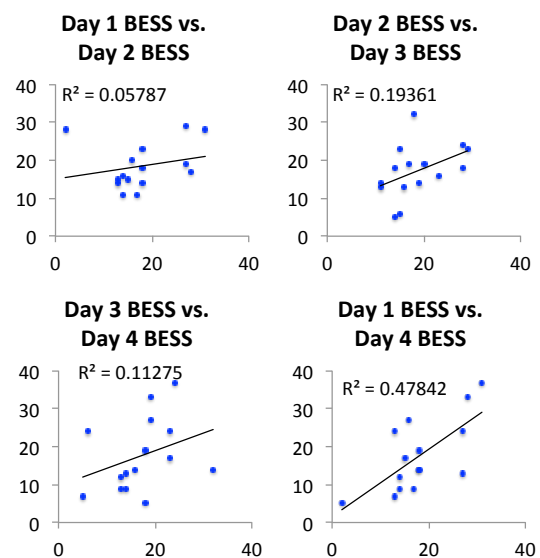 Day 1 BESS vs.
Day 2 BESS
R² = 0.05787
40
30
20
10
0
0
20
40
Day 2 BESS vs.
Day 3 BESS
R² = 0.19361
40
30
20
10
0
0
20
40
Day 3 BESS vs.
Day 4 BESS
R² = 0.11275
40
30
20
10
0
0
20
40
Day 1 BESS vs.
Day 4 BESS
R² = 0.47842
40
30
20
10
0
0
20
40